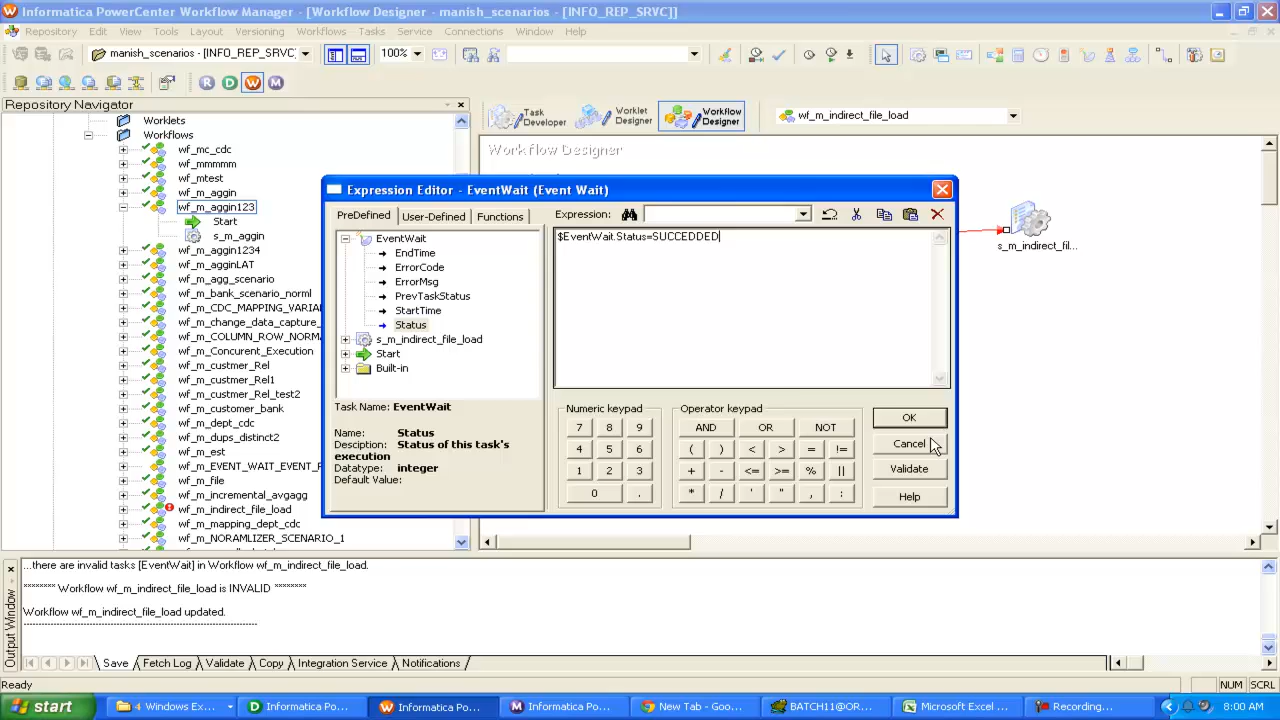 Informatica PowerCenter Workflow Manager - [Workflow Designer - manish_scenarios - [INFO_REP_SRVC]]
Repository Edit View Tools Layout Versioning Workflows Tasks Service Connections Window Help
manish_scenarios - [INFO_REP_SRVC]
100%
R D W M
Repository Navigator
Task Developer
Worklet Designer
Workflow Designer
wf_m_indirect_file_load
Worklets
Workflows
wf_mc_cdc
wf_mmmmm
wf_mtest
wf_m_aggin
wf_m_aggin123
Start
s_m_aggin
wf_m_aggin1234
wf_m_agginLAT
wf_m_agg_scenario
wf_m_bank_scenario_norml
wf_m_CDC_MAPPING_VARIA
wf_m_change_data_capture_
wf_m_COLUMN_ROW_NORM
wf_m_Concurent_Execution
wf_m_custmer_Rel
wf_m_custmer_Rel1
wf_m_custmer_Rel_test2
wf_m_customer_bank
wf_m_dept_cdc
wf_m_dups_distinct2
wf_m_est
wf_m_EVENT_WAIT_EVENT_F
wf_m_file
wf_m_incremental_avgagg
wf_m_indirect_file_load
wf_m_mapping_dept_cdc
wf_m_NORAMLIZER_SCENARIO_1
Workflow Designer
s_m_indirect_fil...
Expression Editor - EventWait (Event Wait)
PreDefined User-Defined Functions
Expression:
EventWait
EndTime
ErrorCode
ErrorMsg
PrevTaskStatus
StartTime
Status
s_m_indirect_file_load
Start
Built-in
$EventWait.Status=SUCCEDDED
Task Name: EventWait
Name: Status
Desciption: Status of this task's
execution
Datatype: integer
Default Value:
Numeric keypad
7 8 9
4 5 6
1 2 3
0 .
Operator keypad
AND OR NOT
( ) < > = !=
+ - <= >= % ||
* / ' " , :
OK
Cancel
Validate
Help
Output Window
...there are invalid tasks [EventWait] in Workflow wf_m_indirect_file_load.
******** Workflow wf_m_indirect_file_load is INVALID ********
Workflow wf_m_indirect_file_load updated.
Save Fetch Log Validate Copy Integration Service Notifications
Ready
NUM SCRL
start
4 Windows Ex...
Informatica Po...
Informatica Po...
Informatica Po...
New Tab - Goo...
BATCH11@OR...
Microsoft Excel ...
Recording...
8:00 AM